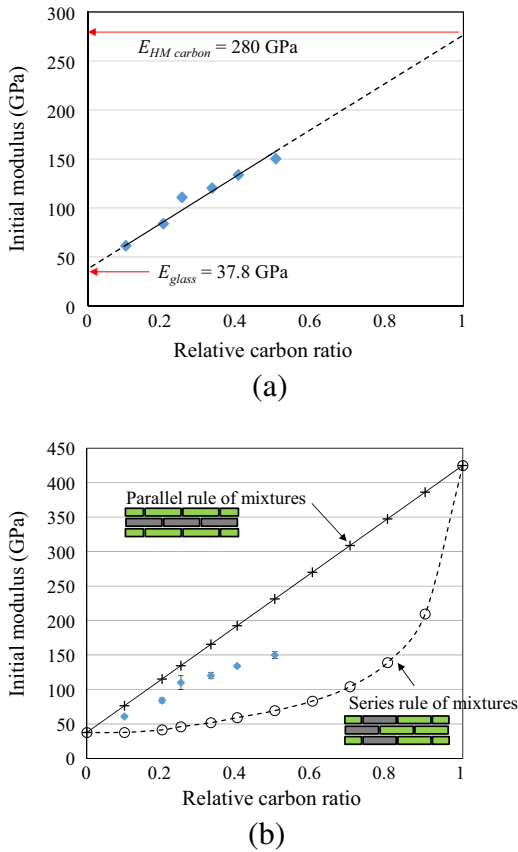 300
250
200
150
100
50
0
Initial modulus (GPa)
E_HM carbon = 280 GPa
E_glass = 37.8 GPa
0
0.2
0.4
0.6
0.8
1
Relative carbon ratio
(a)
450
400
350
300
250
200
150
100
50
0
Initial modulus (GPa)
Parallel rule of mixtures
Series rule of mixtures
0
0.2
0.4
0.6
0.8
1
Relative carbon ratio
(b)